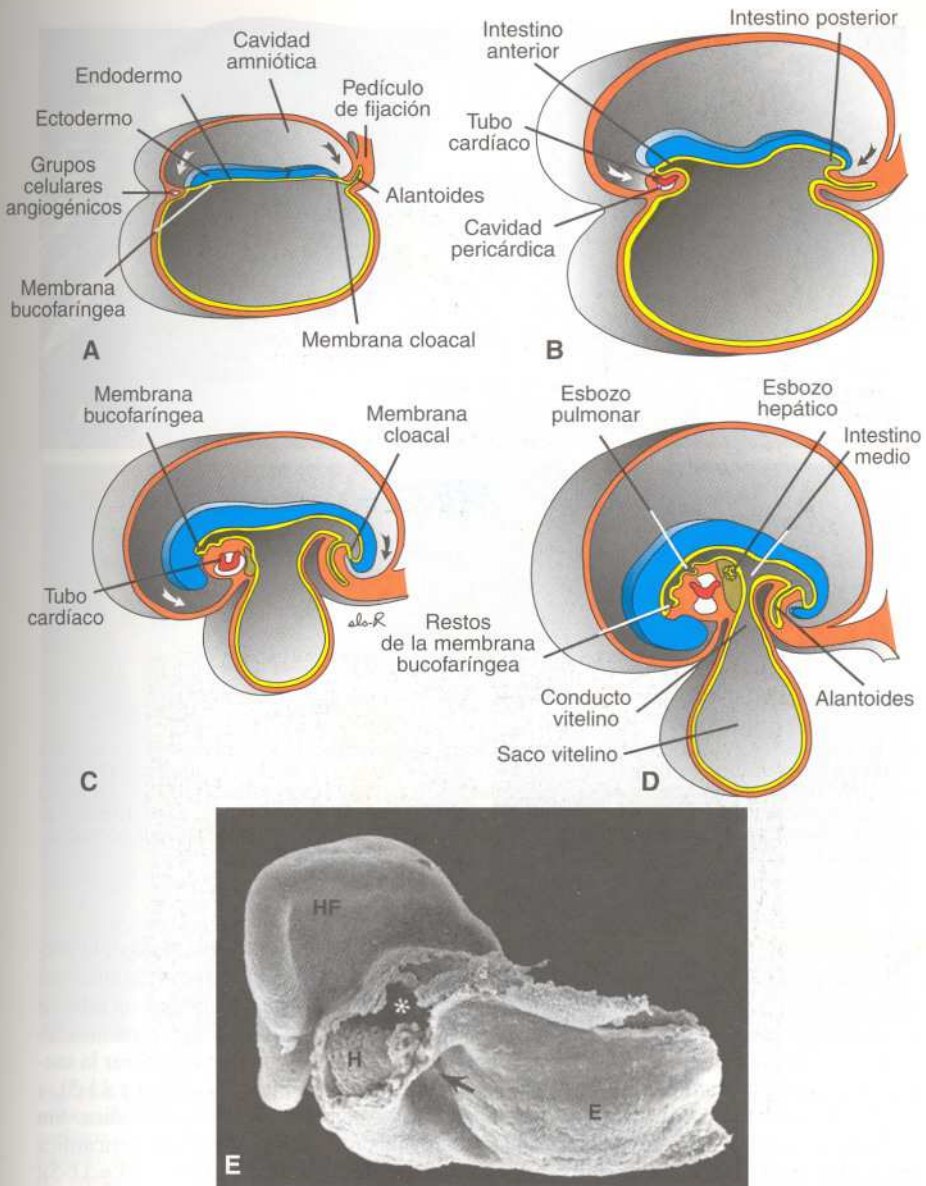 Cavidad
amniótica
Endodermo
Ectodermo
Pedículo
de fijación
Grupos
celulares
angiogénicos
Alantoides
Membrana
bucofaríngea
Membrana cloacal
A
Intestino posterior
Intestino
anterior
Tubo
cardíaco
Cavidad
pericárdica
B
Membrana
bucofaríngea
Membrana
cloacal
Tubo
cardíaco
als-R
C
Esbozo
pulmonar
Esbozo
hepático
Intestino
medio
Restos
de la membrana
bucofaríngea
Conducto
vitelino
Alantoides
Saco vitelino
D
HF
*
H
E
E